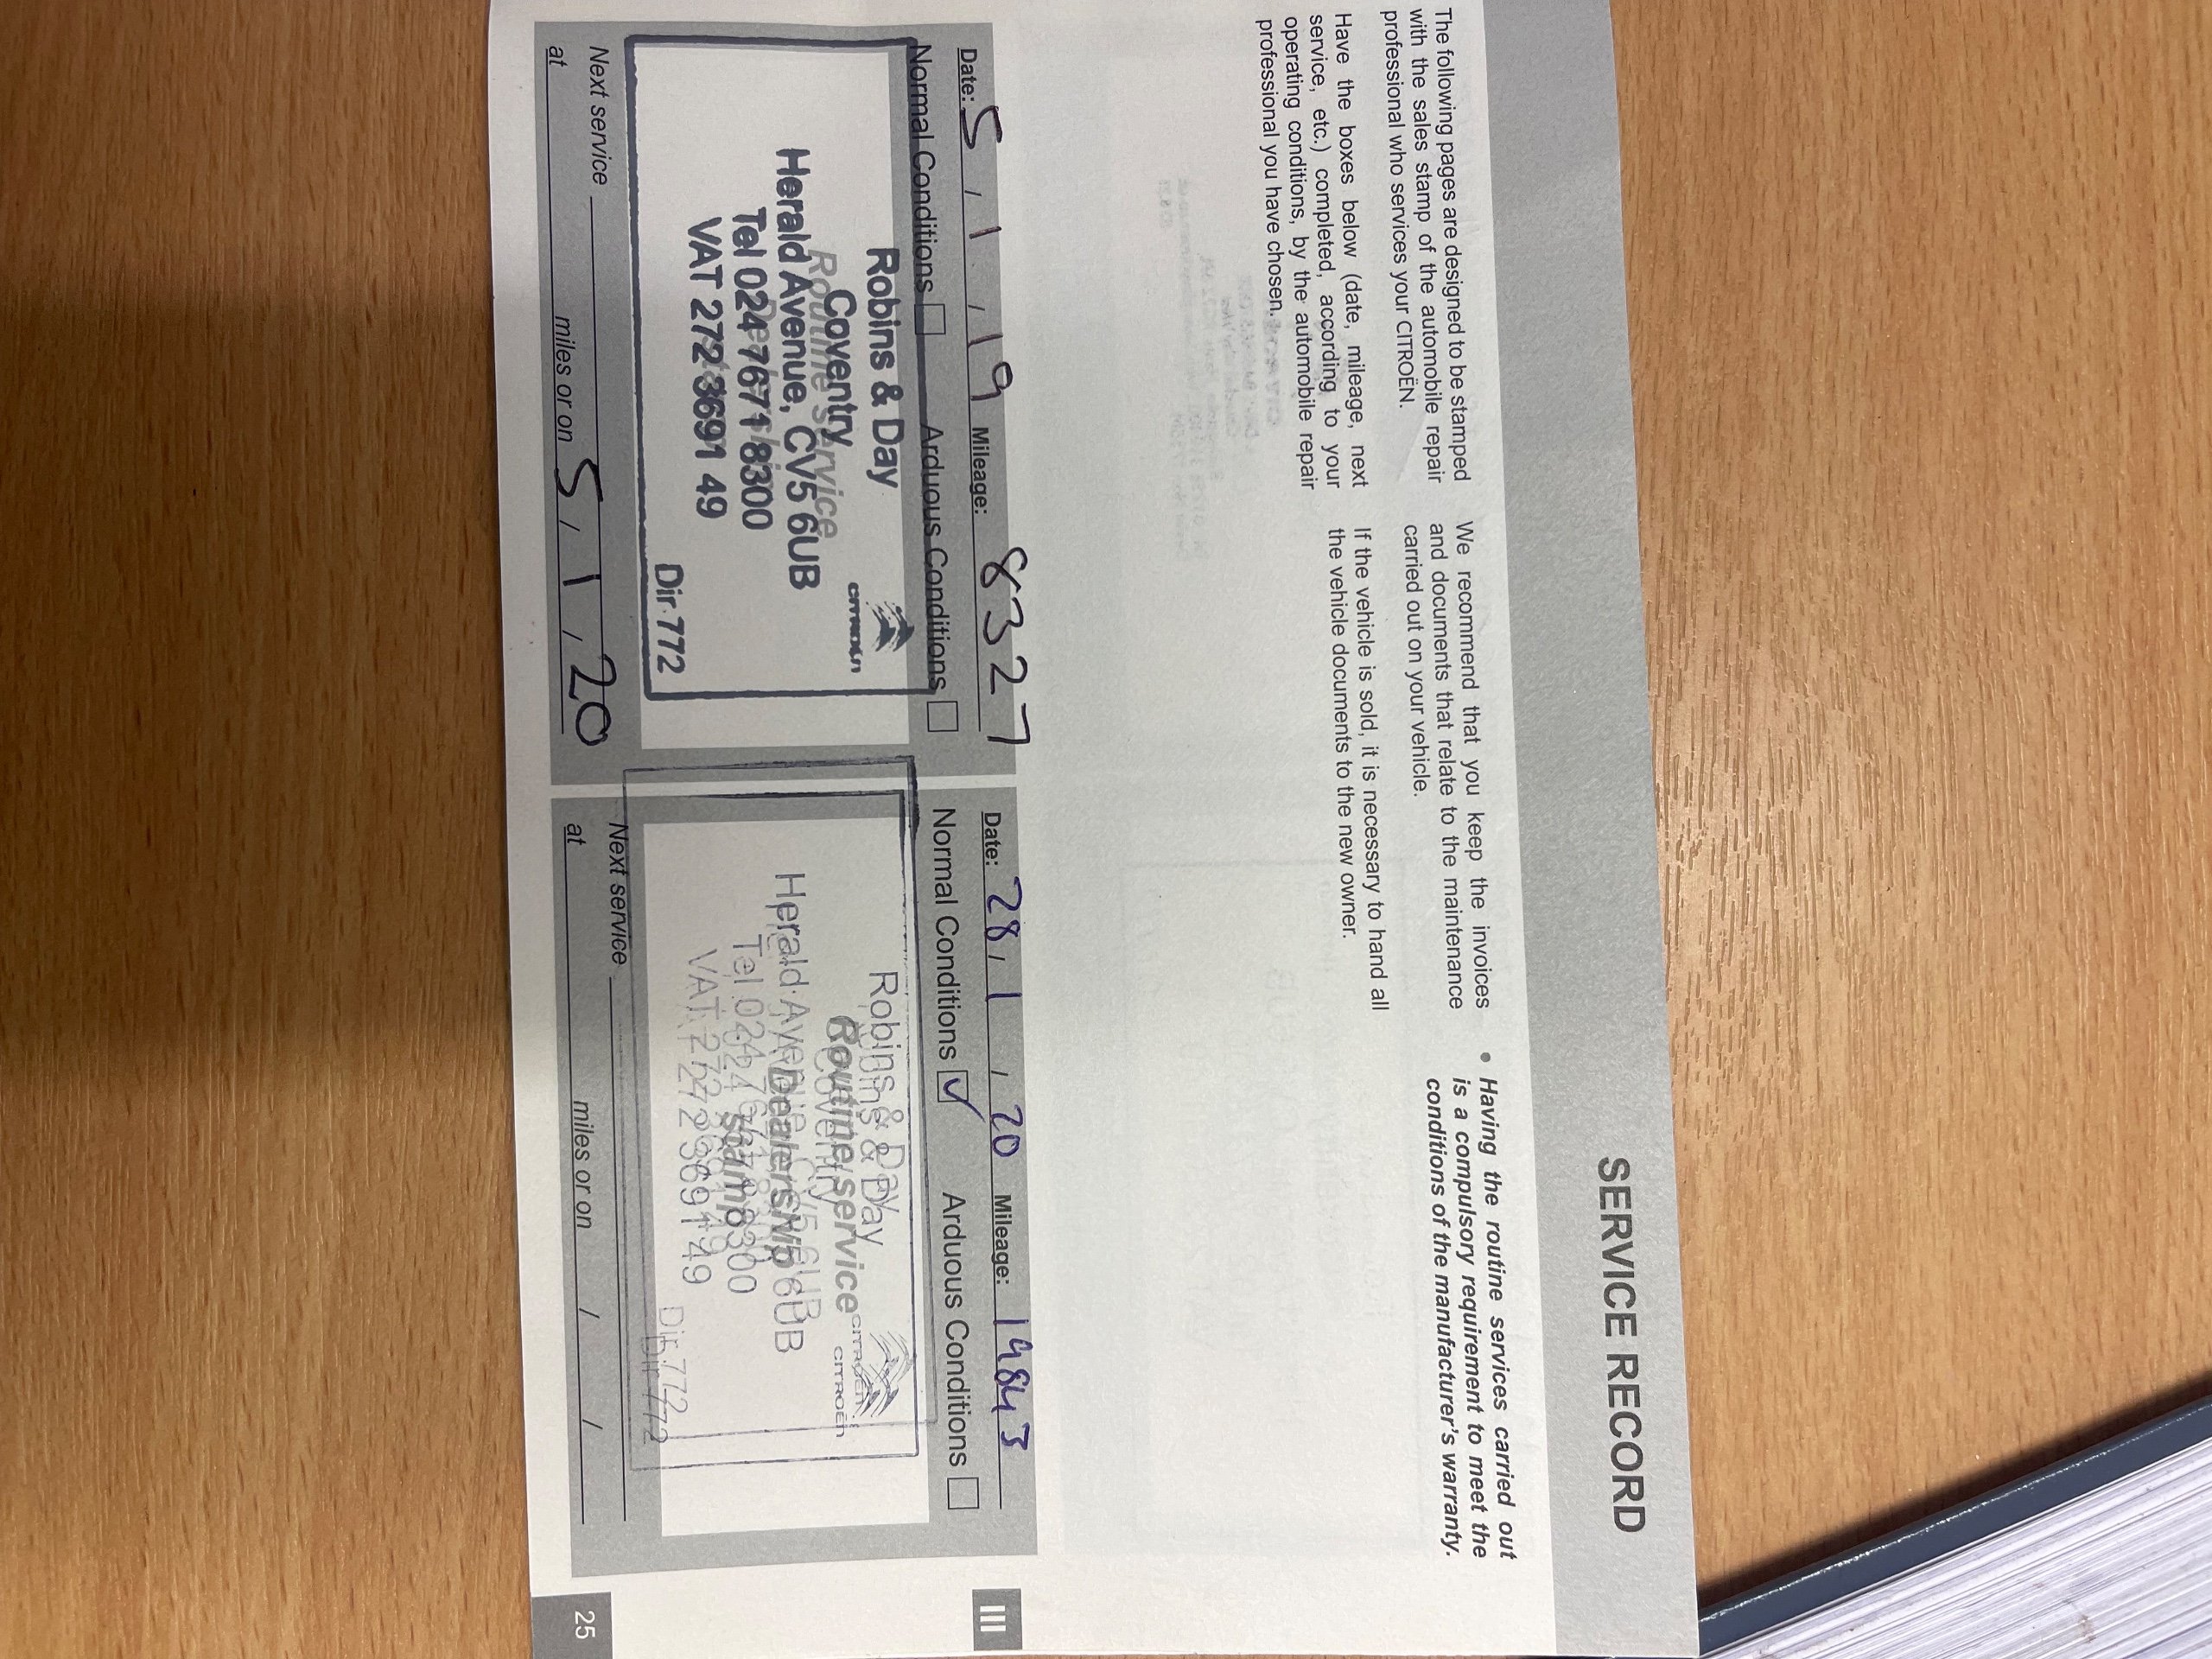 SERVICE RECORD
The following pages are designed to be stamped
with the sales stamp of the automobile repair
professional who services your CITROËN.
Have the boxes below (date, mileage, next
service, etc.) completed, according to your
operating conditions, by the automobile repair
professional you have chosen.
We recommend that you keep the invoices
and documents that relate to the maintenance
carried out on your vehicle.
If the vehicle is sold, it is necessary to hand all
the vehicle documents to the new owner.
• Having the routine services carried out
is a compulsory requirement to meet the
conditions of the manufacturer's warranty.
Date: 5 / 1 / 19 Mileage: 8327
Normal Conditions Arduous Conditions
Robins & Day
Coventry
Routine service
Herald Avenue, CV5 6UB
Tel 024 7671 8300
VAT 272 3691 49
CITROËN
Dir.772
Next service
at miles or on 5 / 1 / 20
Date: 28 / 1 / 20 Mileage: 14843
Normal Conditions ✓ Arduous Conditions
Robins & Day
Coventry
Routine service
Herald Avenue, CV5 6UB
Dealership
stamp
Tel 024 7671 8300
VAT 272 3691 49
CITROËN
CITROËN
Dir.772
Dir.772
Next service
at miles or on / /
III
25